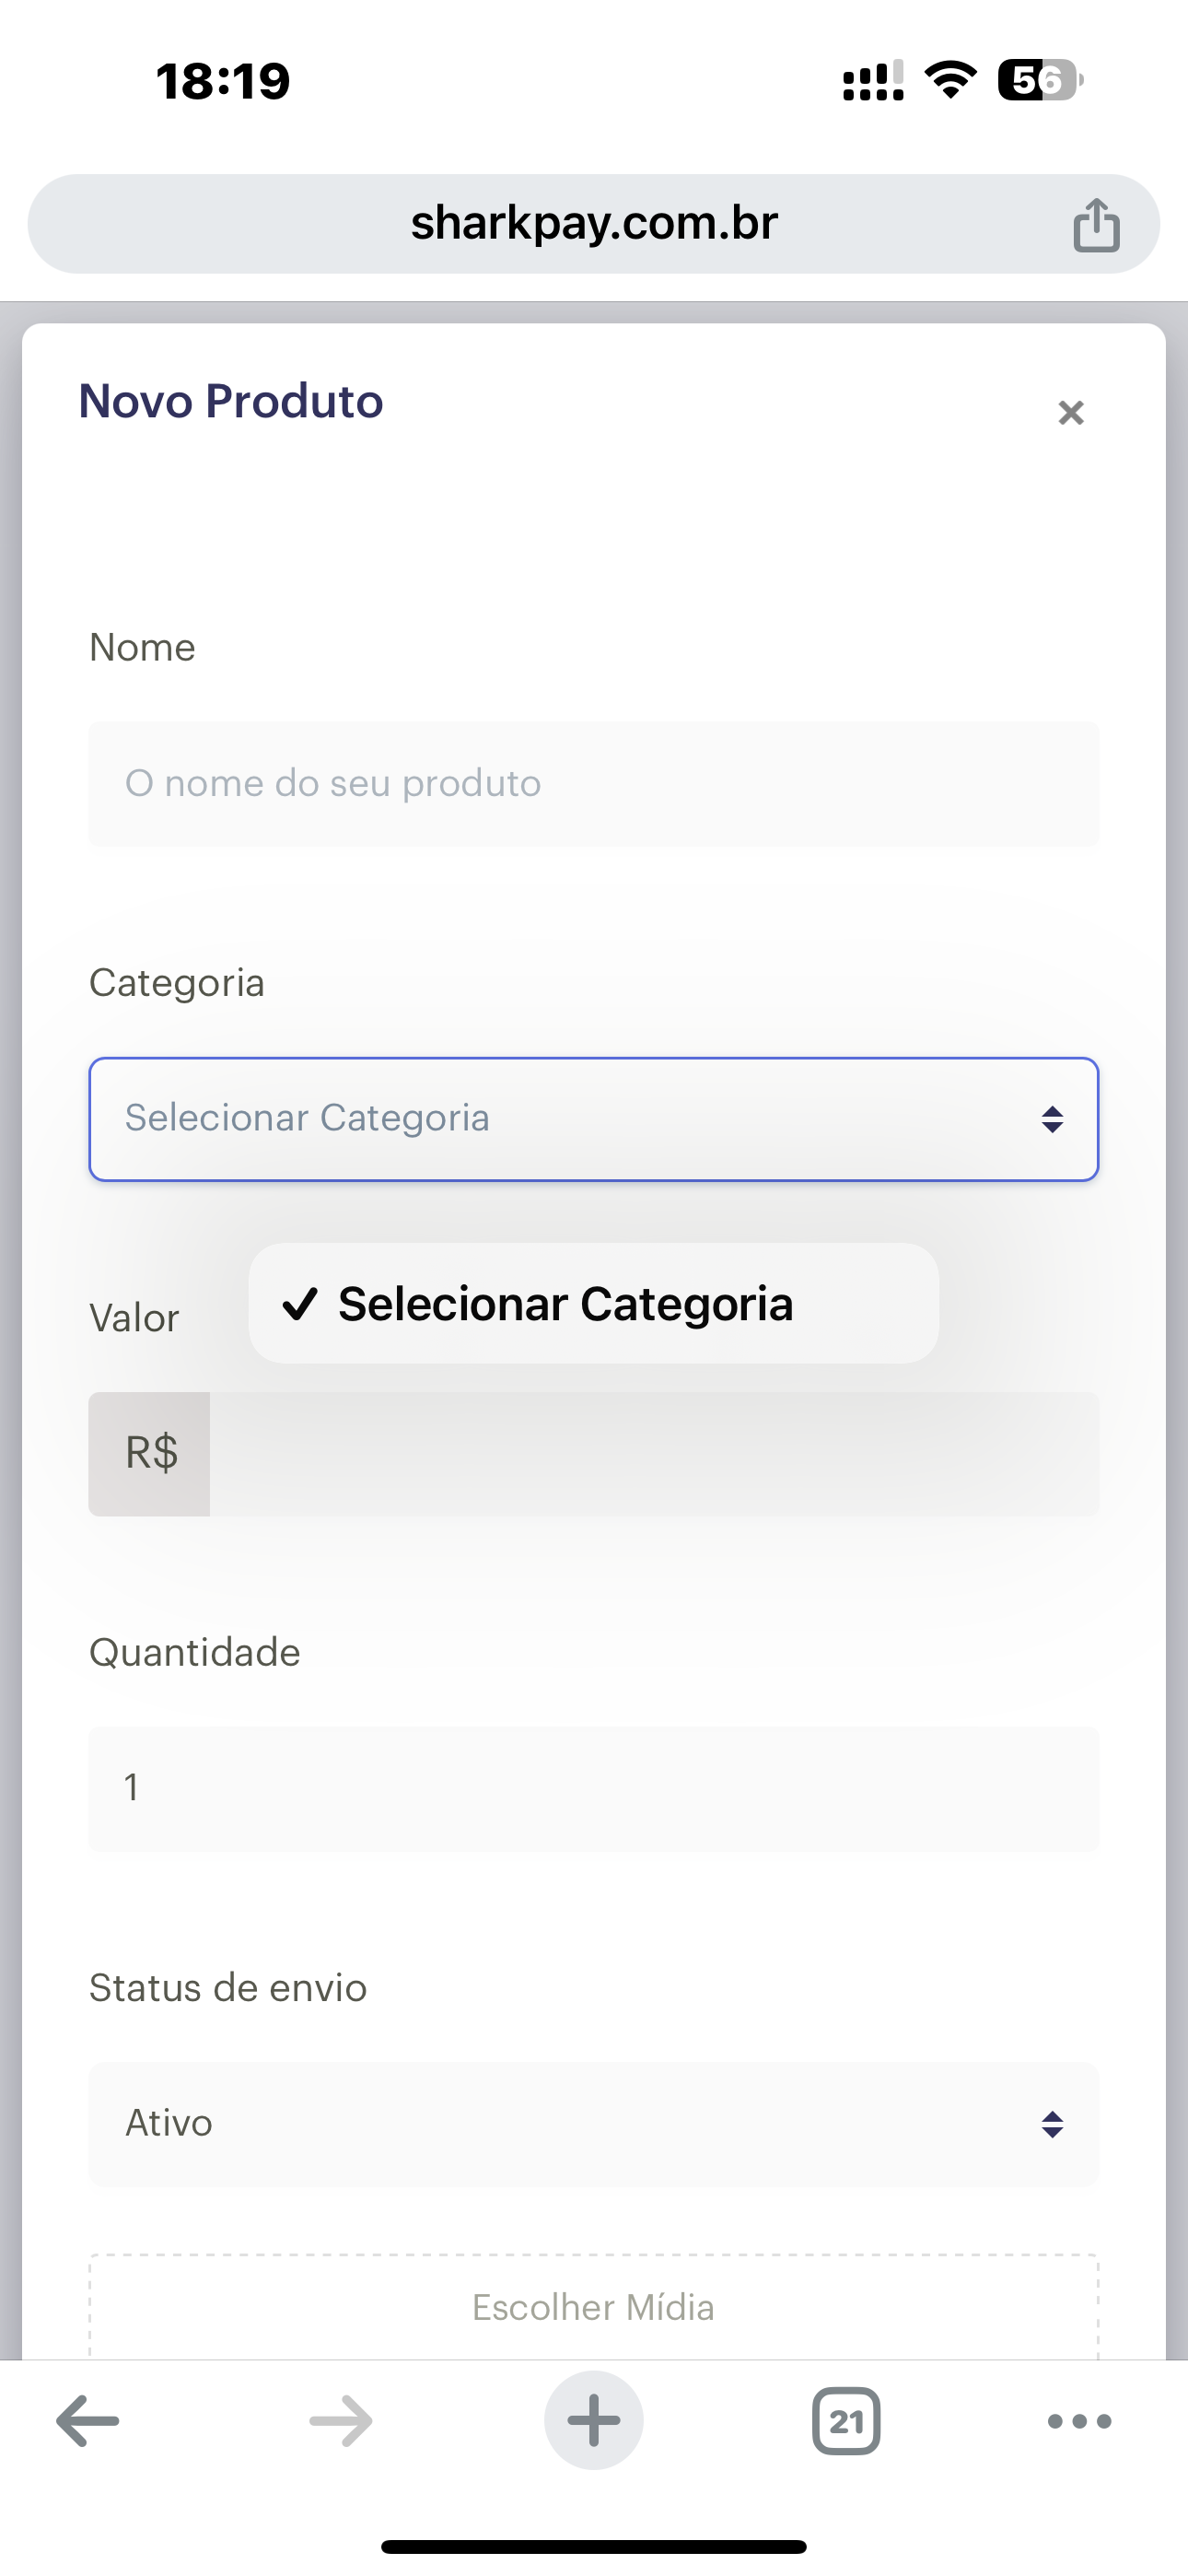 18:19
56
sharkpay.com.br
Novo Produto
Nome
O nome do seu produto
Categoria
Selecionar Categoria
Selecionar Categoria
Valor
R$
Quantidade
1
Status de envio
Ativo
Escolher Mídia
21